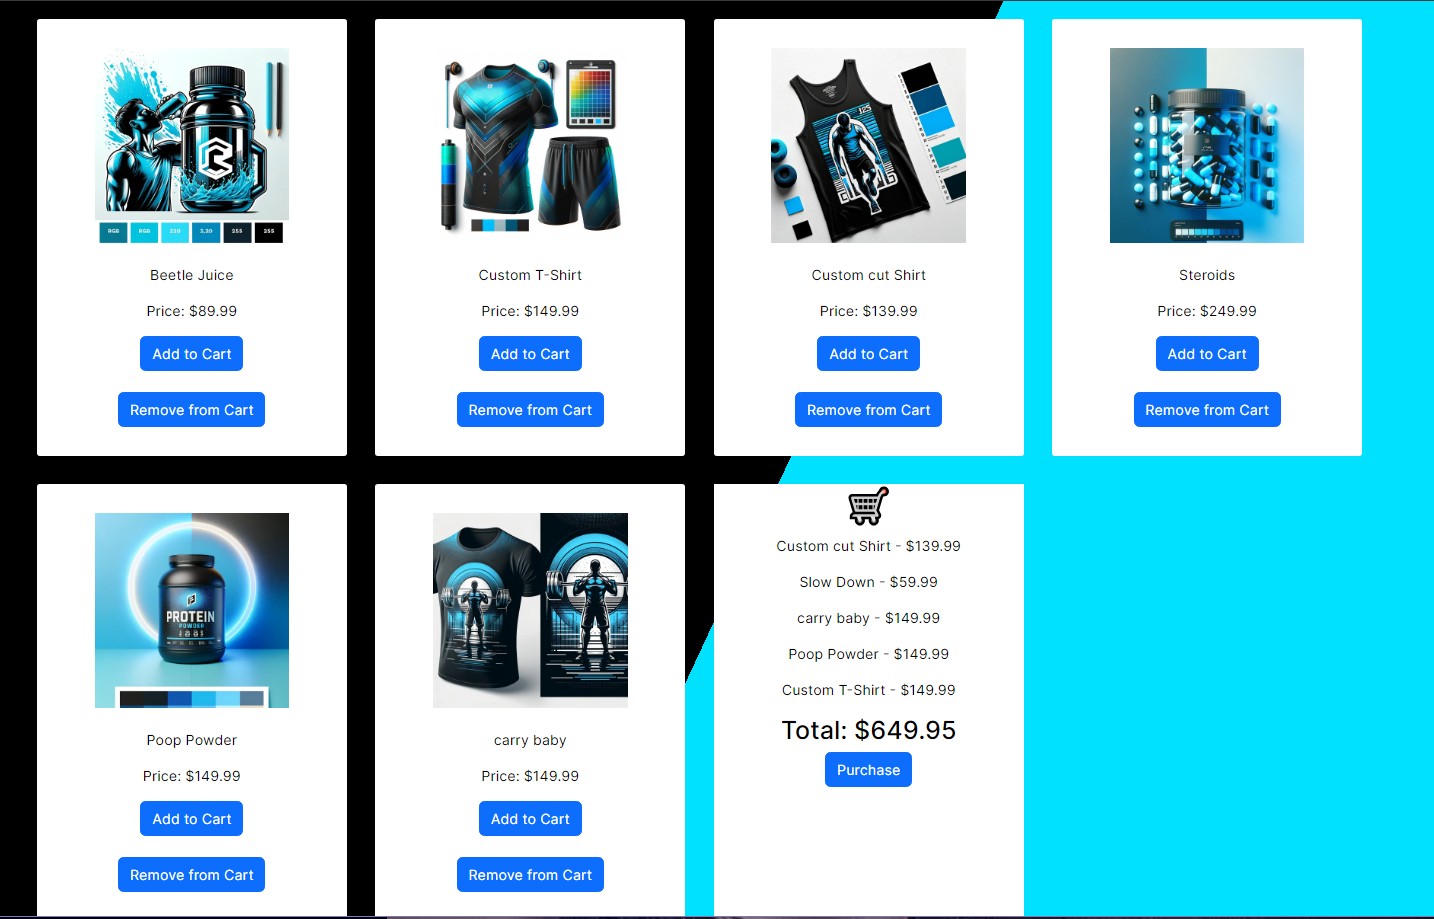 RGB RGB 330 3,20 255 255
Beetle Juice
Price: $89.99
Add to Cart
Remove from Cart
Custom T-Shirt
Price: $149.99
Add to Cart
Remove from Cart
125
Custom cut Shirt
Price: $139.99
Add to Cart
Remove from Cart
Steroids
Price: $249.99
Add to Cart
Remove from Cart
PROTEIN
POWDER
Poop Powder
Price: $149.99
Add to Cart
Remove from Cart
carry baby
Price: $149.99
Add to Cart
Remove from Cart
Custom cut Shirt - $139.99
Slow Down - $59.99
carry baby - $149.99
Poop Powder - $149.99
Custom T-Shirt - $149.99
Total: $649.95
Purchase